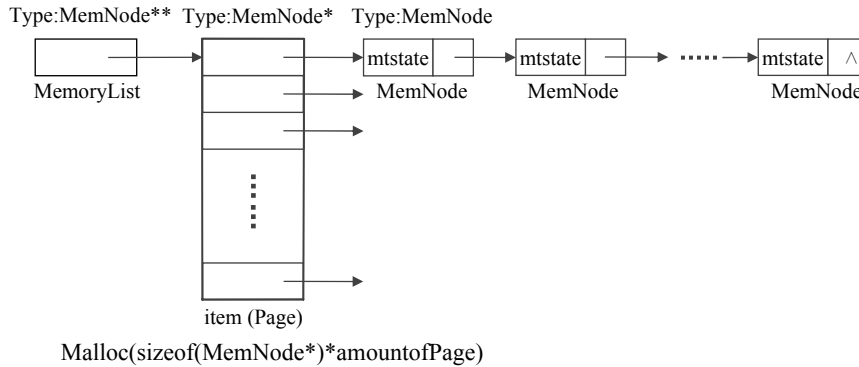 Type:MemNode** Type:MemNode* Type:MemNode
mtstate mtstate mtstate ^
MemoryList MemNode MemNode MemNode
item (Page)
Malloc(sizeof(MemNode*)*amountofPage)